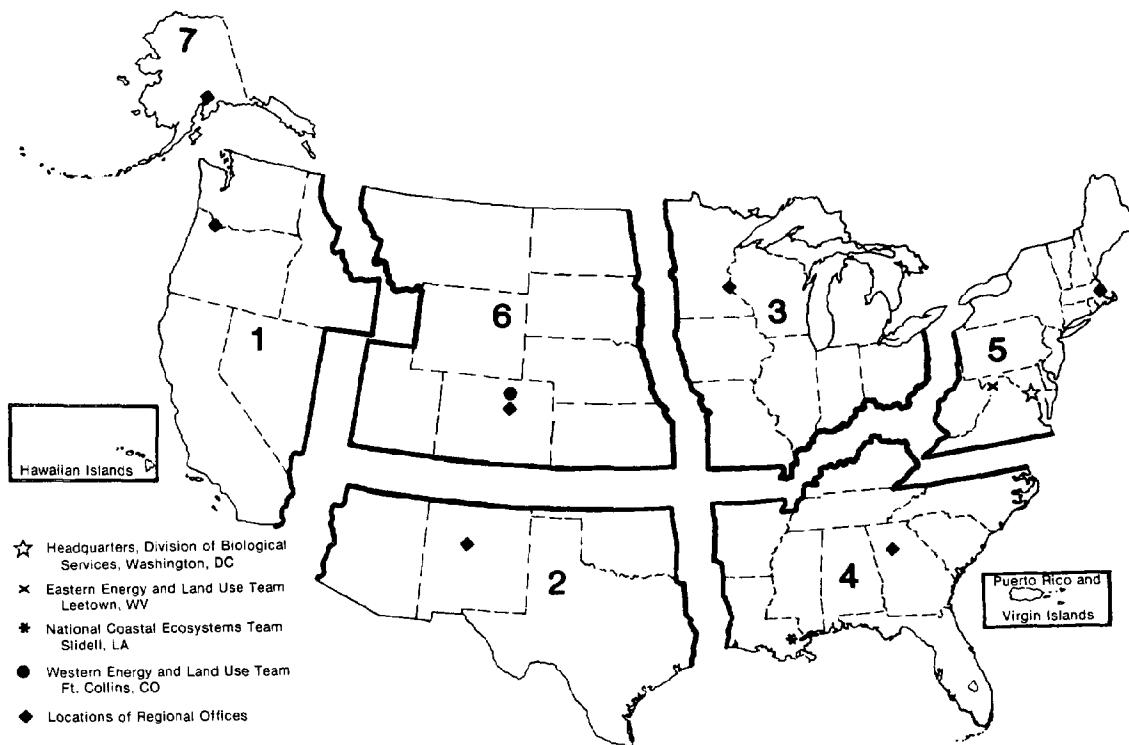 7
6
3
1
5
Hawaiian Islands
2
4
Puerto Rico and
Virgin Islands
Headquarters, Division of Biological
Services, Washington, DC
Eastern Energy and Land Use Team
Leetown, WV
National Coastal Ecosystems Team
Slidell, LA
Western Energy and Land Use Team
Ft. Collins, CO
Locations of Regional Offices